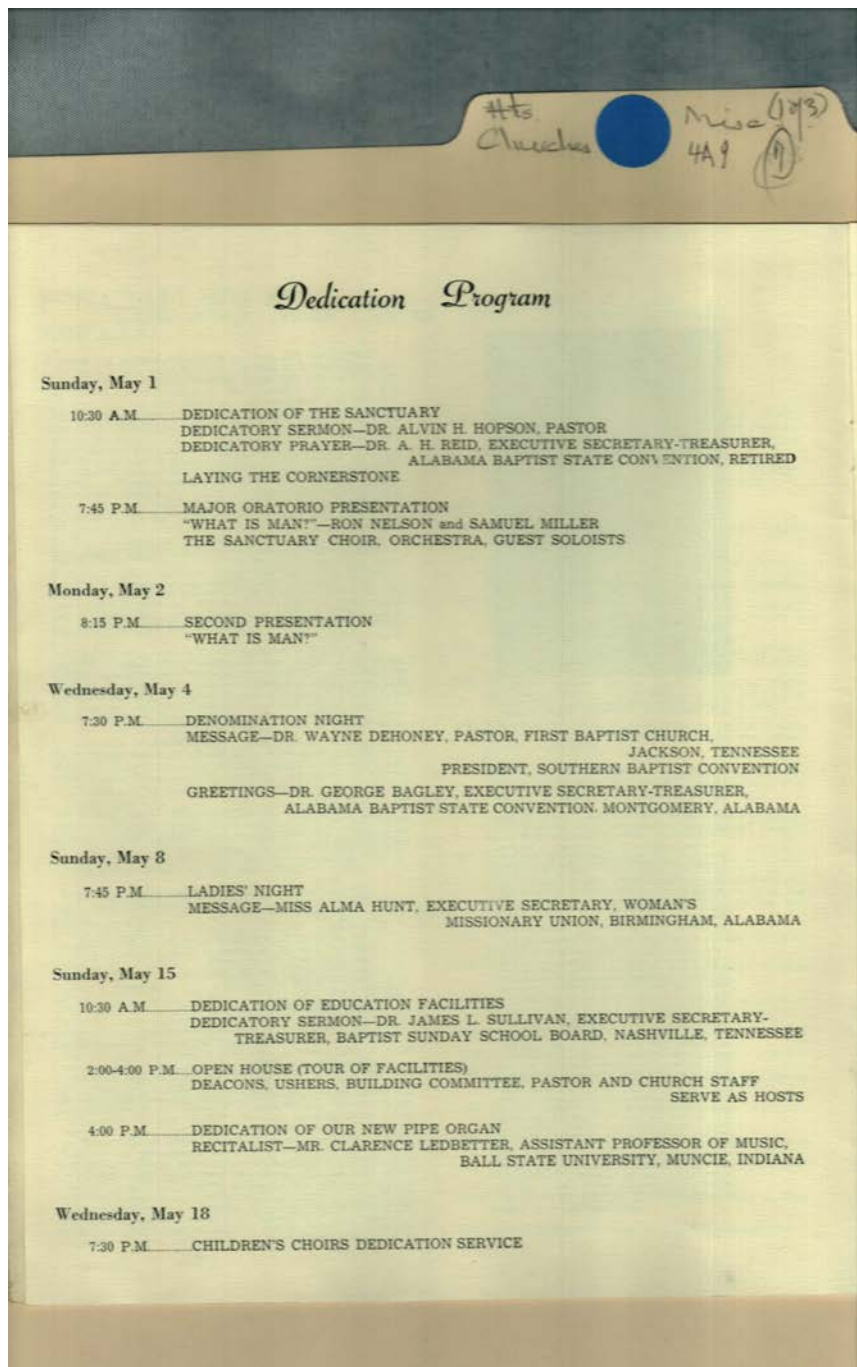 Hts. Misc (1 of 3)
Churches 4A9
Dedication Program
Sunday, May 1
10:30 A.M. DEDICATION OF THE SANCTUARY
DEDICATORY SERMON—DR. ALVIN H. HOPSON, PASTOR
DEDICATORY PRAYER—DR. A. H. REID, EXECUTIVE SECRETARY-TREASURER,
ALABAMA BAPTIST STATE CONVENTION, RETIRED
LAYING THE CORNERSTONE
7:45 P.M. MAJOR ORATORIO PRESENTATION
"WHAT IS MAN?"—RON NELSON and SAMUEL MILLER
THE SANCTUARY CHOIR, ORCHESTRA, GUEST SOLOISTS
Monday, May 2
8:15 P.M. SECOND PRESENTATION
"WHAT IS MAN?"
Wednesday, May 4
7:30 P.M. DENOMINATION NIGHT
MESSAGE—DR. WAYNE DEHONEY, PASTOR, FIRST BAPTIST CHURCH,
JACKSON, TENNESSEE
PRESIDENT, SOUTHERN BAPTIST CONVENTION
GREETINGS—DR. GEORGE BAGLEY, EXECUTIVE SECRETARY-TREASURER,
ALABAMA BAPTIST STATE CONVENTION, MONTGOMERY, ALABAMA
Sunday, May 8
7:45 P.M. LADIES' NIGHT
MESSAGE—MISS ALMA HUNT, EXECUTIVE SECRETARY, WOMAN'S
MISSIONARY UNION, BIRMINGHAM, ALABAMA
Sunday, May 15
10:30 A.M. DEDICATION OF EDUCATION FACILITIES
DEDICATORY SERMON—DR. JAMES L. SULLIVAN, EXECUTIVE SECRETARY-
TREASURER, BAPTIST SUNDAY SCHOOL BOARD, NASHVILLE, TENNESSEE
2:00-4:00 P.M. OPEN HOUSE (TOUR OF FACILITIES)
DEACONS, USHERS, BUILDING COMMITTEE, PASTOR AND CHURCH STAFF
SERVE AS HOSTS
4:00 P.M. DEDICATION OF OUR NEW PIPE ORGAN
RECITALIST—MR. CLARENCE LEDBETTER, ASSISTANT PROFESSOR OF MUSIC,
BALL STATE UNIVERSITY, MUNCIE, INDIANA
Wednesday, May 18
7:30 P.M. CHILDREN'S CHOIRS DEDICATION SERVICE